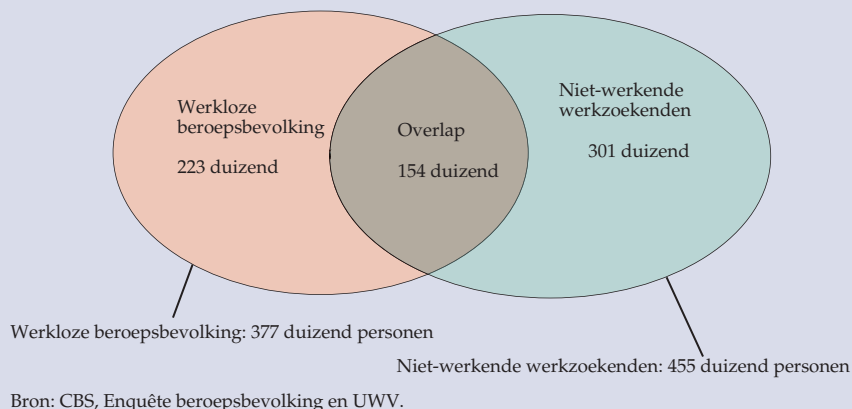 Werkloze
beroepsbevolking
223 duizend
Overlap
154 duizend
Niet-werkende
werkzoekenden
301 duizend
Werkloze beroepsbevolking: 377 duizend personen
Niet-werkende werkzoekenden: 455 duizend personen
Bron: CBS, Enquête beroepsbevolking en UWV.